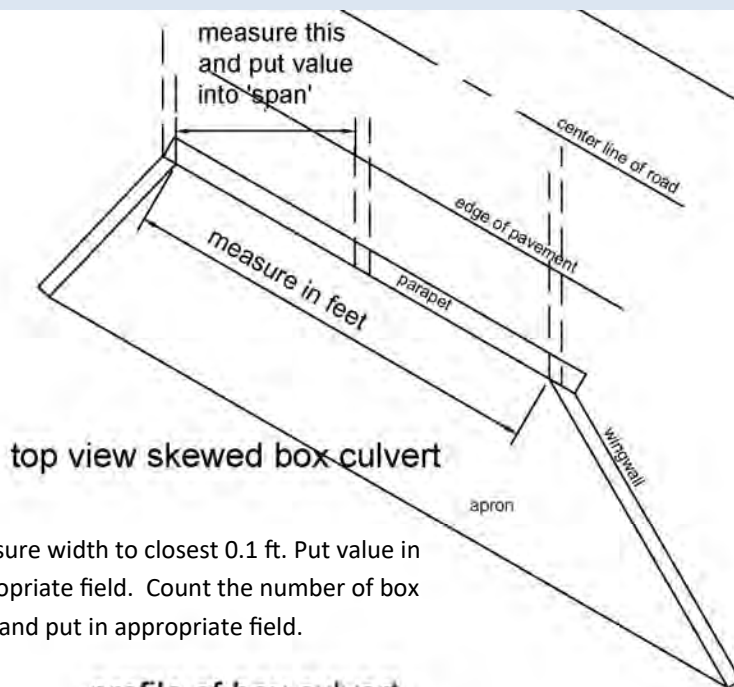 measure this
and put value
into 'span'
center line of road
edge of pavement
parapet
measure in feet
wingwall
top view skewed box culvert
apron
sure width to closest 0.1 ft. Put value in
opriate field. Count the number of box
and put in appropriate field.